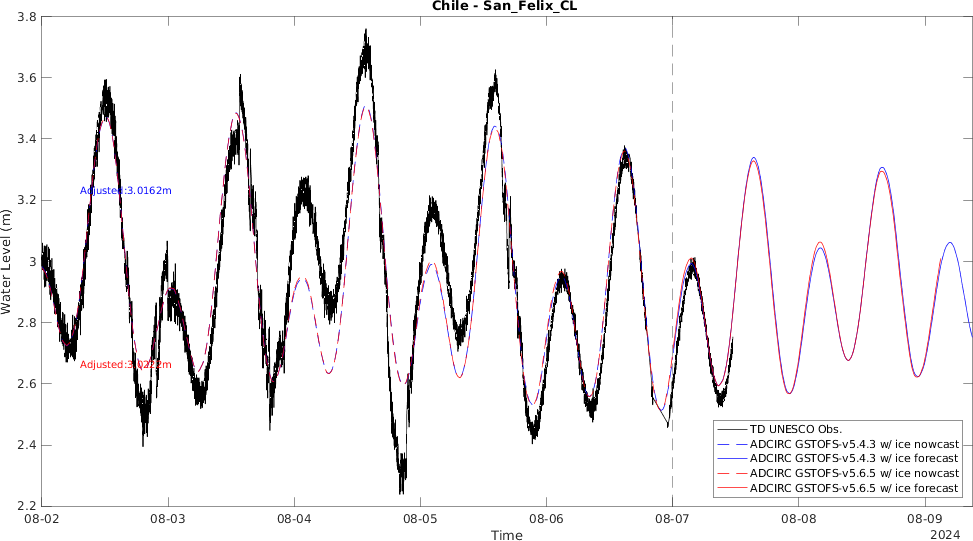 Chile - San_Felix_CL
3.8
3.6
3.4
3.2
3
2.8
2.6
2.4
2.2
Water Level (m)
Adjusted:3.0162m
Adjusted:3.0222m
TD UNESCO Obs.
ADCIRC GSTOFS-v5.4.3 w/ ice nowcast
ADCIRC GSTOFS-v5.4.3 w/ ice forecast
ADCIRC GSTOFS-v5.6.5 w/ ice nowcast
ADCIRC GSTOFS-v5.6.5 w/ ice forecast
08-02 08-03 08-04 08-05 08-06 08-07 08-08 08-09
Time
2024